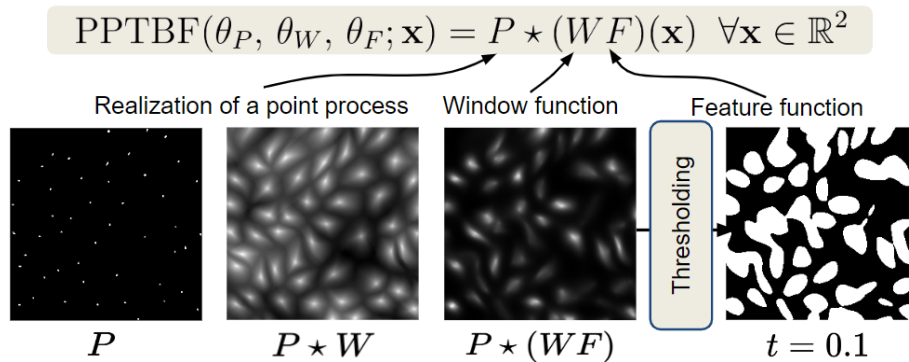 PPTBF(θ_P, θ_W, θ_F; x) = P ⋆ (WF)(x) ∀x ∈ ℝ²
Realization of a point process Window function Feature function
Thresholding
P P ⋆ W P ⋆ (WF) t = 0.1